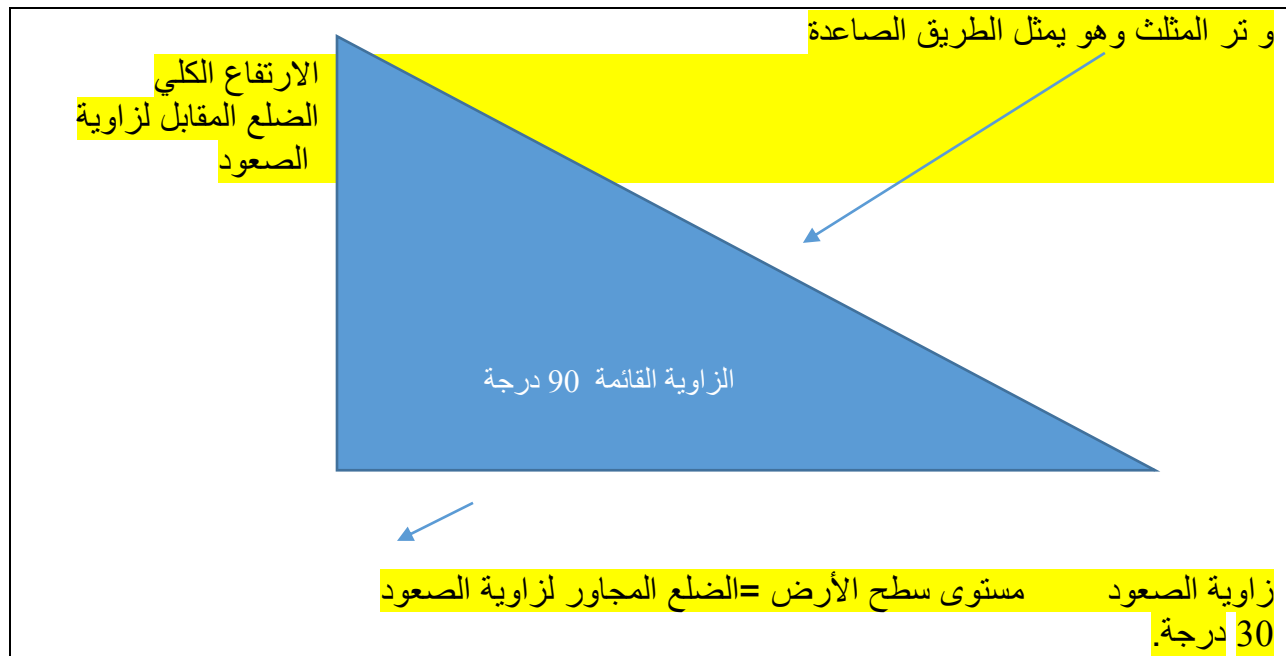 و تر المثلث وهو يمثل الطريق الصاعدة
الارتفاع الكلي
الضلع المقابل لزاوية
الصعود
الزاوية القائمة 90 درجة
زاوية الصعود مستوى سطح الأرض =الضلع المجاور لزاوية الصعود
30 درجة.